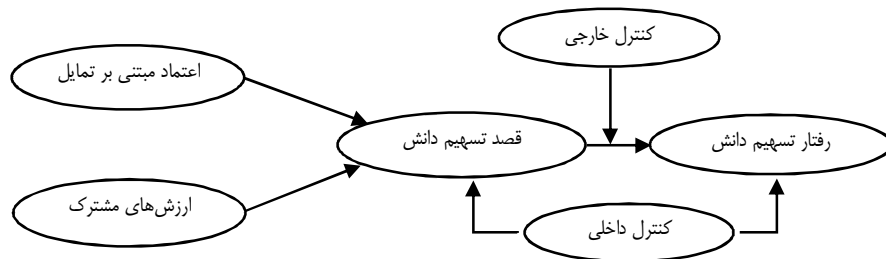 کنترل خارجی
اعتماد مبتنی بر تمایل
قصد تسهیم دانش
رفتار تسهیم دانش
ارزش‌های مشترک
کنترل داخلی